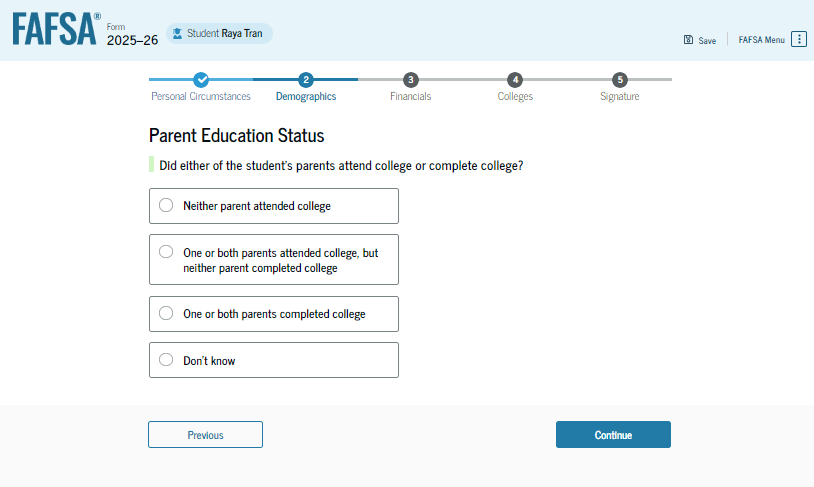 FAFSA®
Form
2025–26
Student Raya Tran
Save
FAFSA Menu
2
3
4
5
Personal Circumstances
Demographics
Financials
Colleges
Signature
Parent Education Status
Did either of the student's parents attend college or complete college?
Neither parent attended college
One or both parents attended college, but
neither parent completed college
One or both parents completed college
Don't know
Previous
Continue